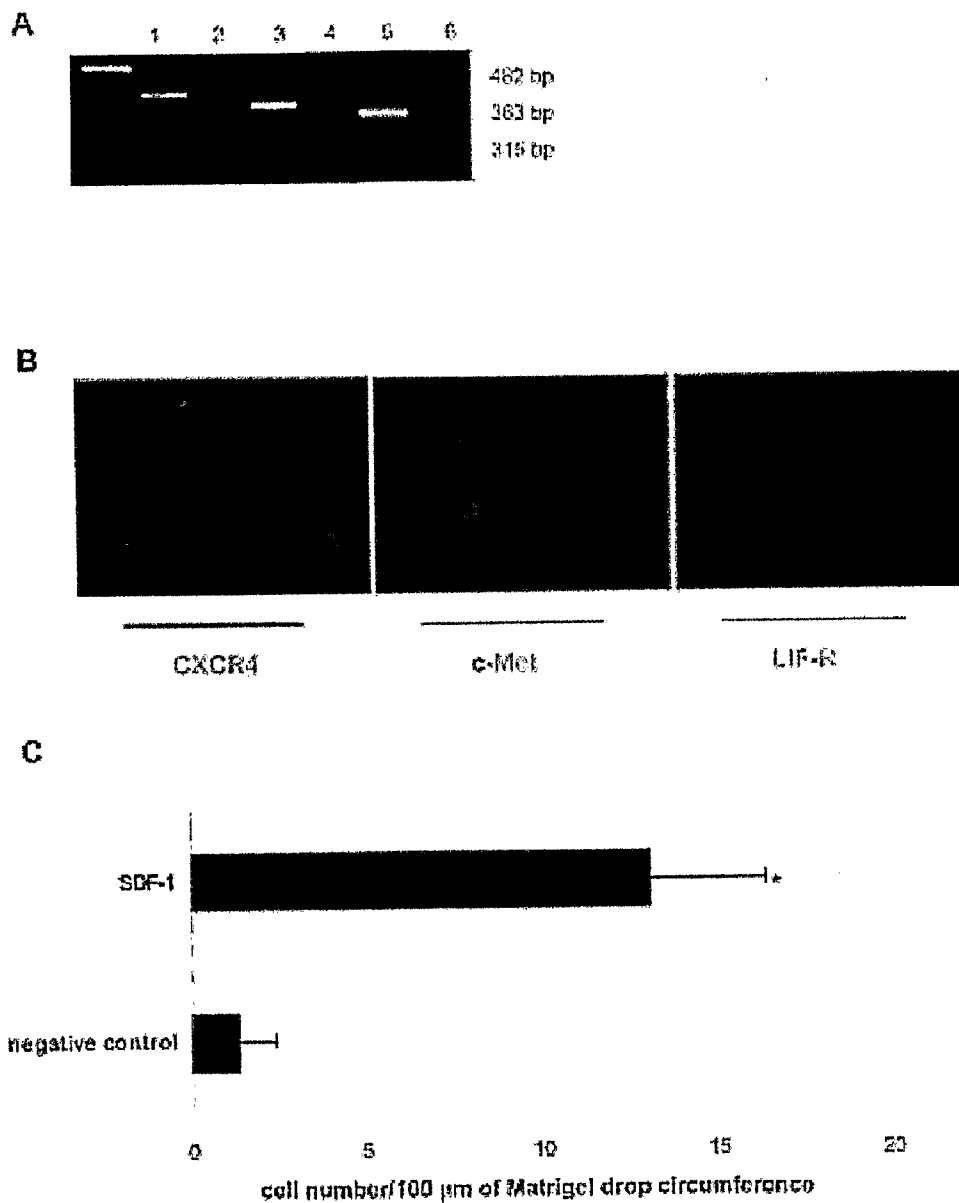 A
1 2 3 4 5 6
462 bp
363 bp
315 bp
B
CXCR4 c-Met LIF-R
C
SDF-1
*
negative control
0 5 10 15 20
cell number/100 µm of Matrigel drop circumference